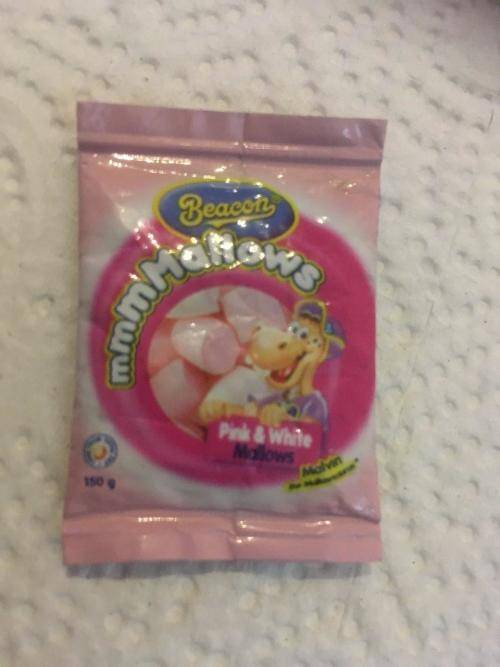 Beacon
mmmMallows
Pink & White
Mallows
Malvin
150 g